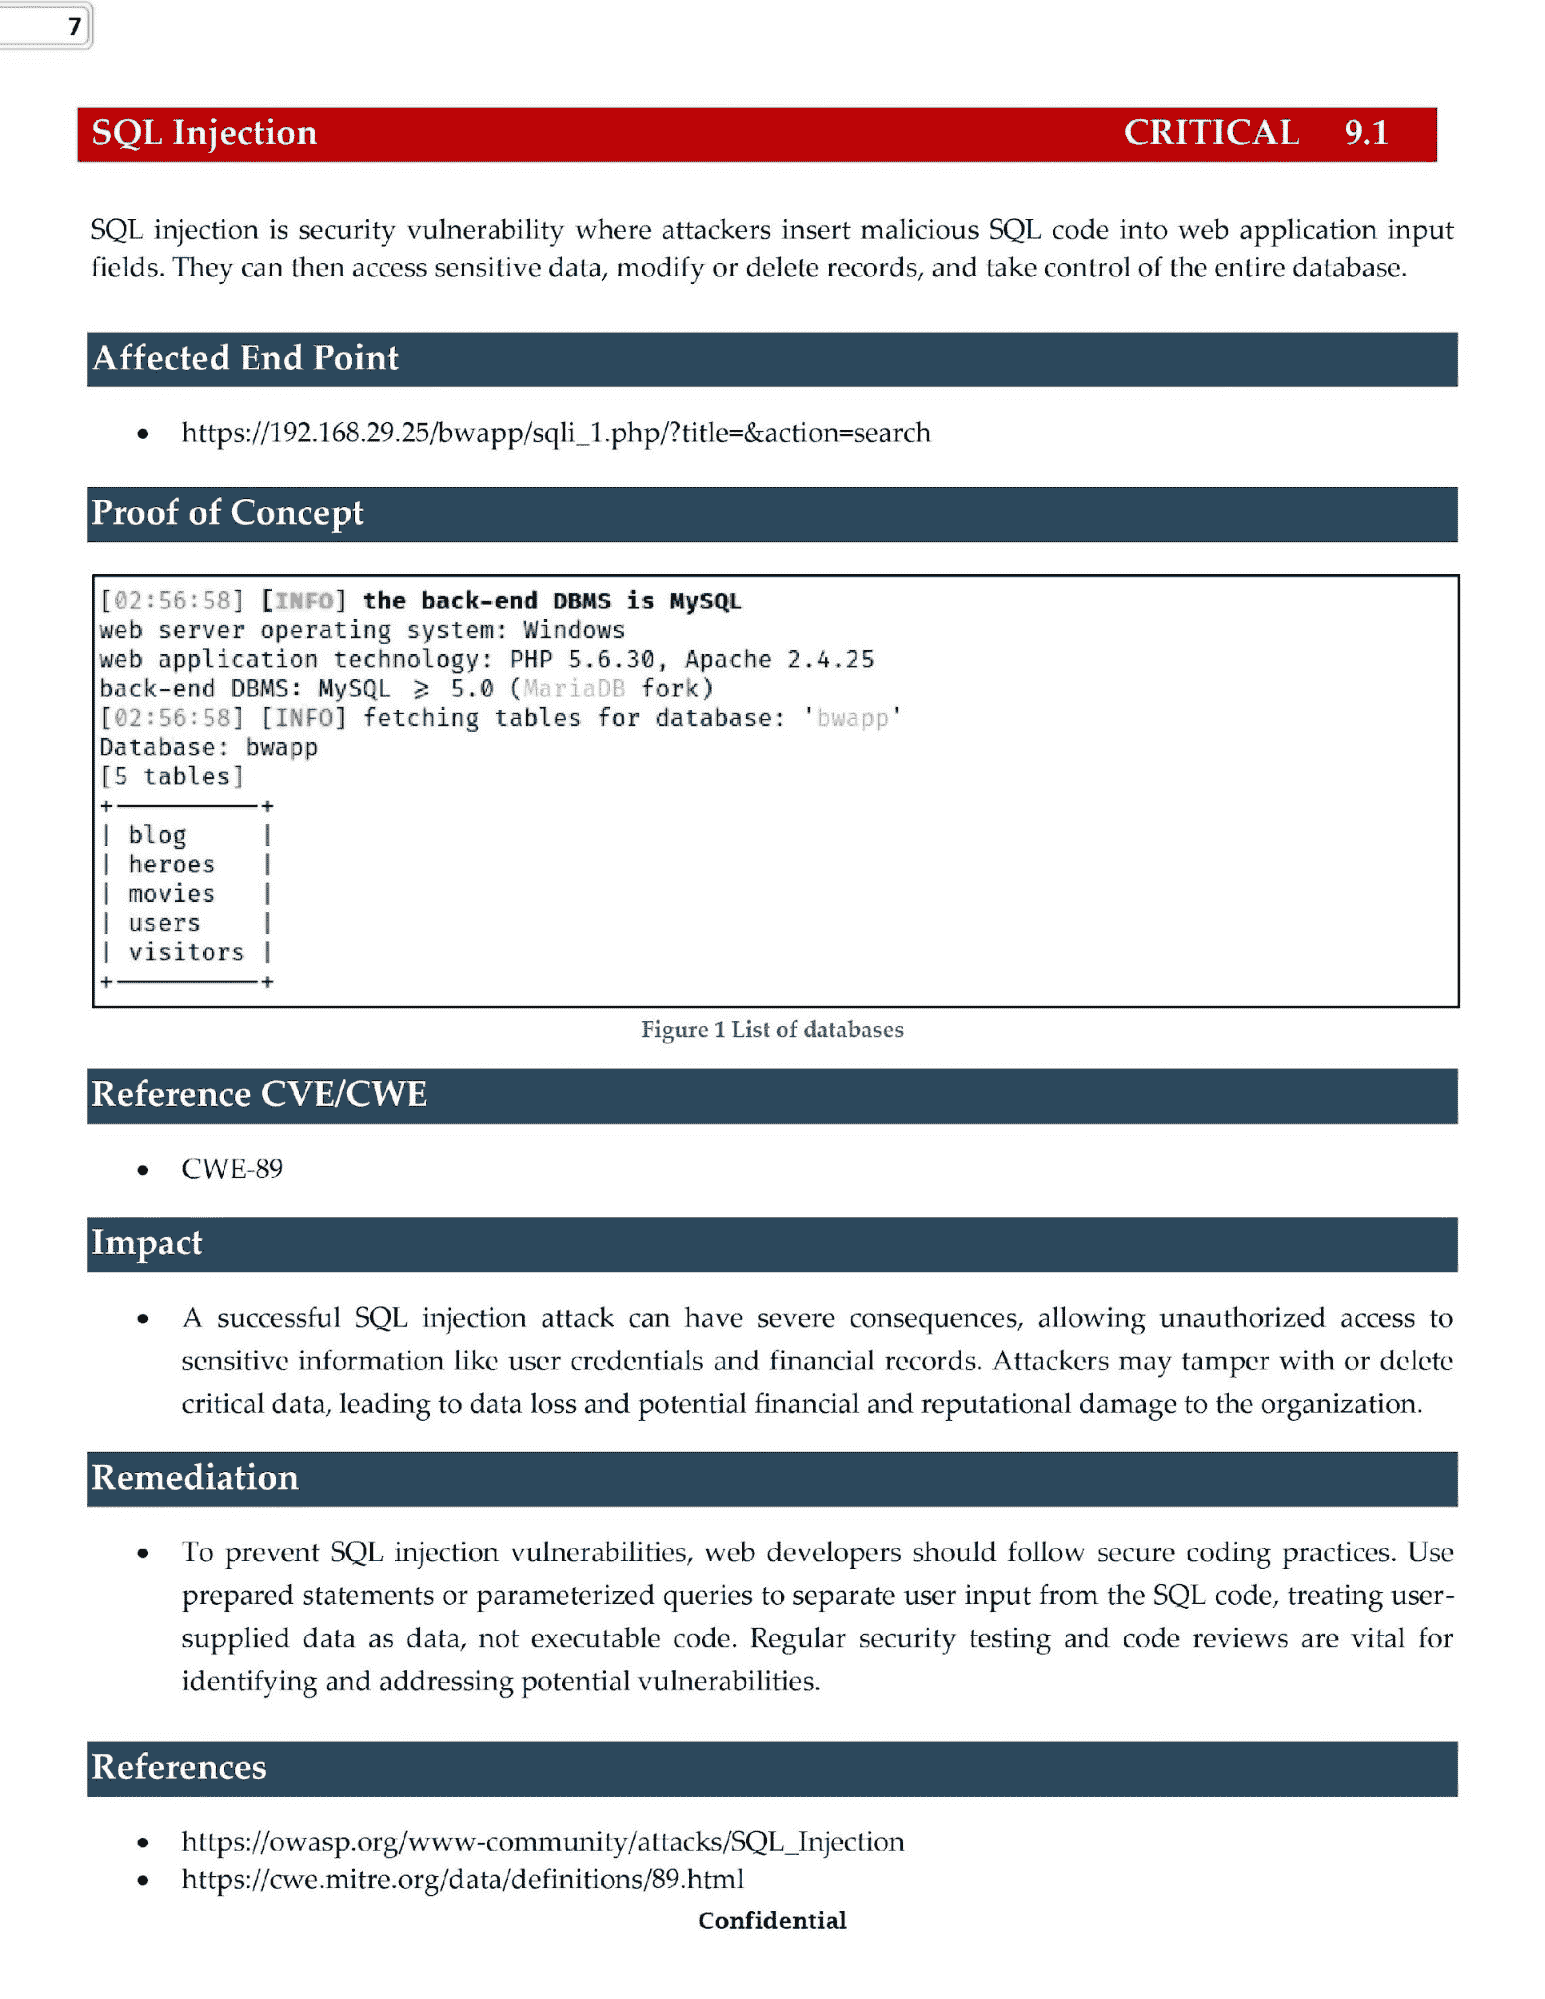 7
SQL Injection CRITICAL 9.1
SQL injection is security vulnerability where attackers insert malicious SQL code into web application input
fields. They can then access sensitive data, modify or delete records, and take control of the entire database.
Affected End Point
• https://192.168.29.25/bwapp/sqli_1.php/?title=&action=search
Proof of Concept
[02:56:58] [INFO] the back-end DBMS is MySQL
web server operating system: Windows
web application technology: PHP 5.6.30, Apache 2.4.25
back-end DBMS: MySQL ≥ 5.0 (MariaDB fork)
[02:56:58] [INFO] fetching tables for database: 'bwapp'
Database: bwapp
[5 tables]
+----------+
| blog |
| heroes |
| movies |
| users |
| visitors |
+----------+
Figure 1 List of databases
Reference CVE/CWE
• CWE-89
Impact
• A successful SQL injection attack can have severe consequences, allowing unauthorized access to
sensitive information like user credentials and financial records. Attackers may tamper with or delete
critical data, leading to data loss and potential financial and reputational damage to the organization.
Remediation
• To prevent SQL injection vulnerabilities, web developers should follow secure coding practices. Use
prepared statements or parameterized queries to separate user input from the SQL code, treating user-
supplied data as data, not executable code. Regular security testing and code reviews are vital for
identifying and addressing potential vulnerabilities.
References
• https://owasp.org/www-community/attacks/SQL_Injection
• https://cwe.mitre.org/data/definitions/89.html
Confidential